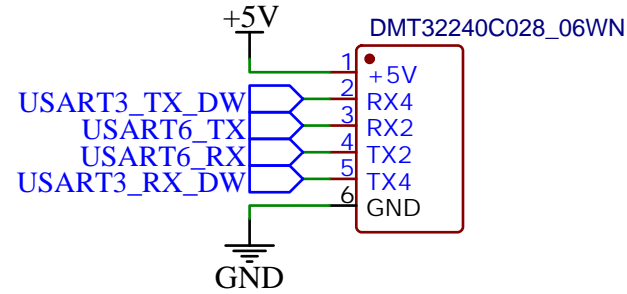 +5V
DMT32240C028_06WN
1 +5V
USART3_TX_DW 2 RX4
USART6_TX 3 RX2
USART6_RX 4 TX2
USART3_RX_DW 5 TX4
6 GND
GND